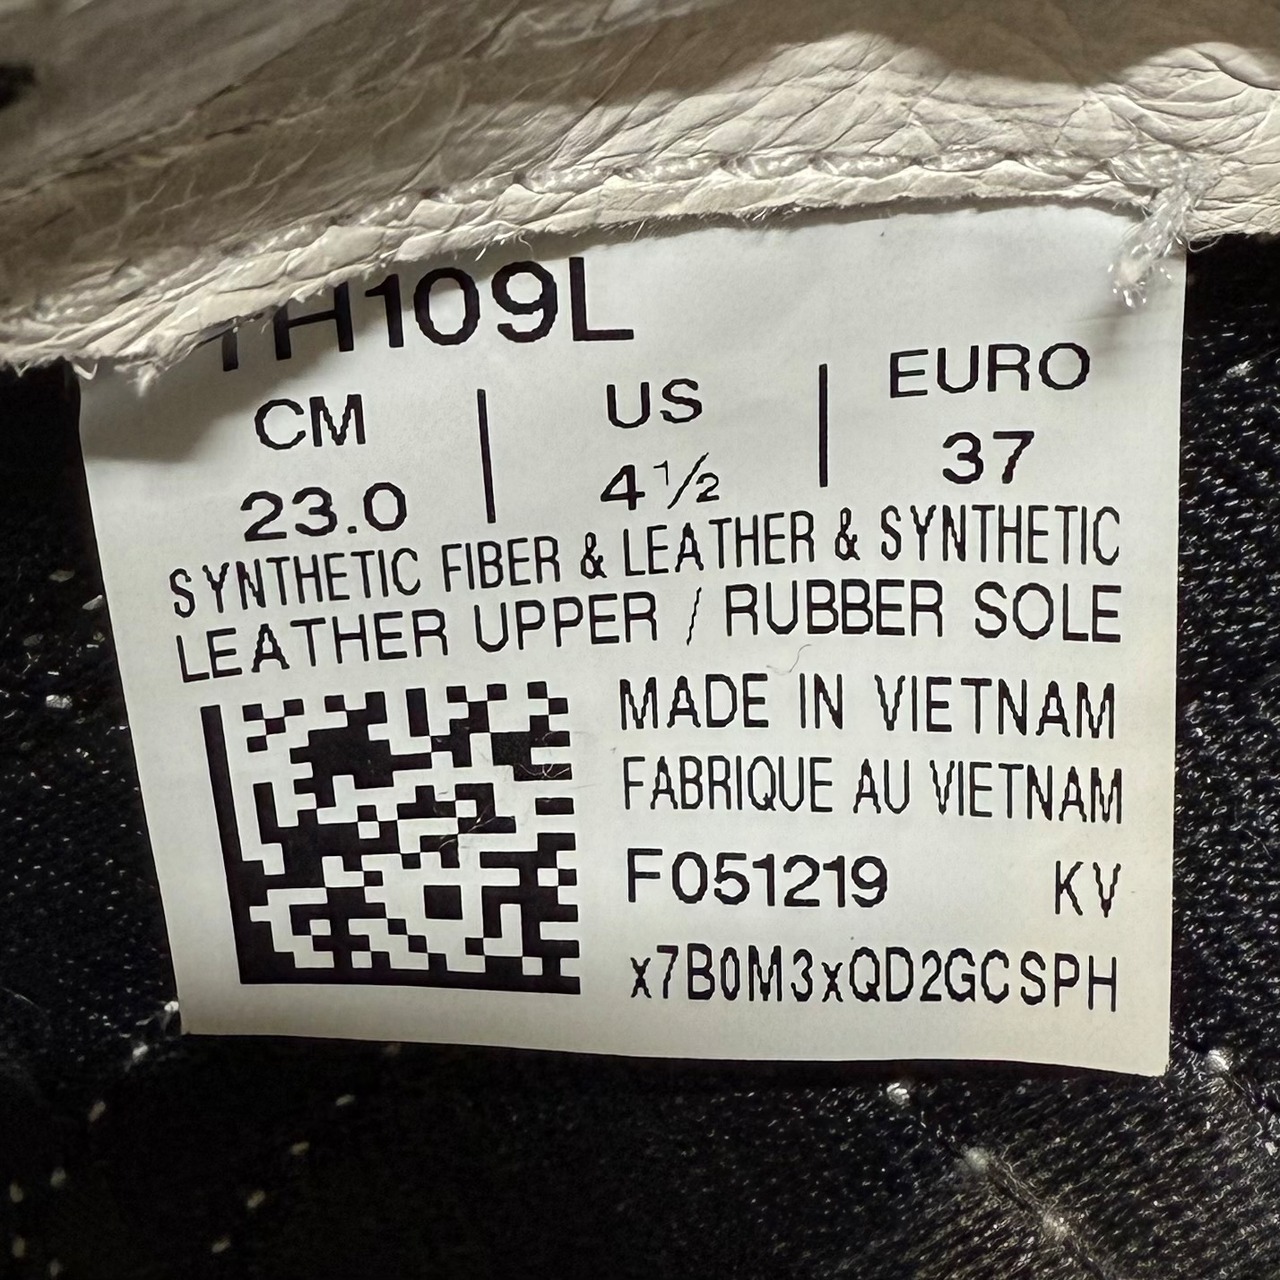 H109L
CM | US | EURO
23.0 | 4 1/2 | 37
SYNTHETIC FIBER & LEATHER & SYNTHETIC
LEATHER UPPER / RUBBER SOLE
MADE IN VIETNAM
FABRIQUE AU VIETNAM
F051219 KV
x7B0M3xQD2GCSPH